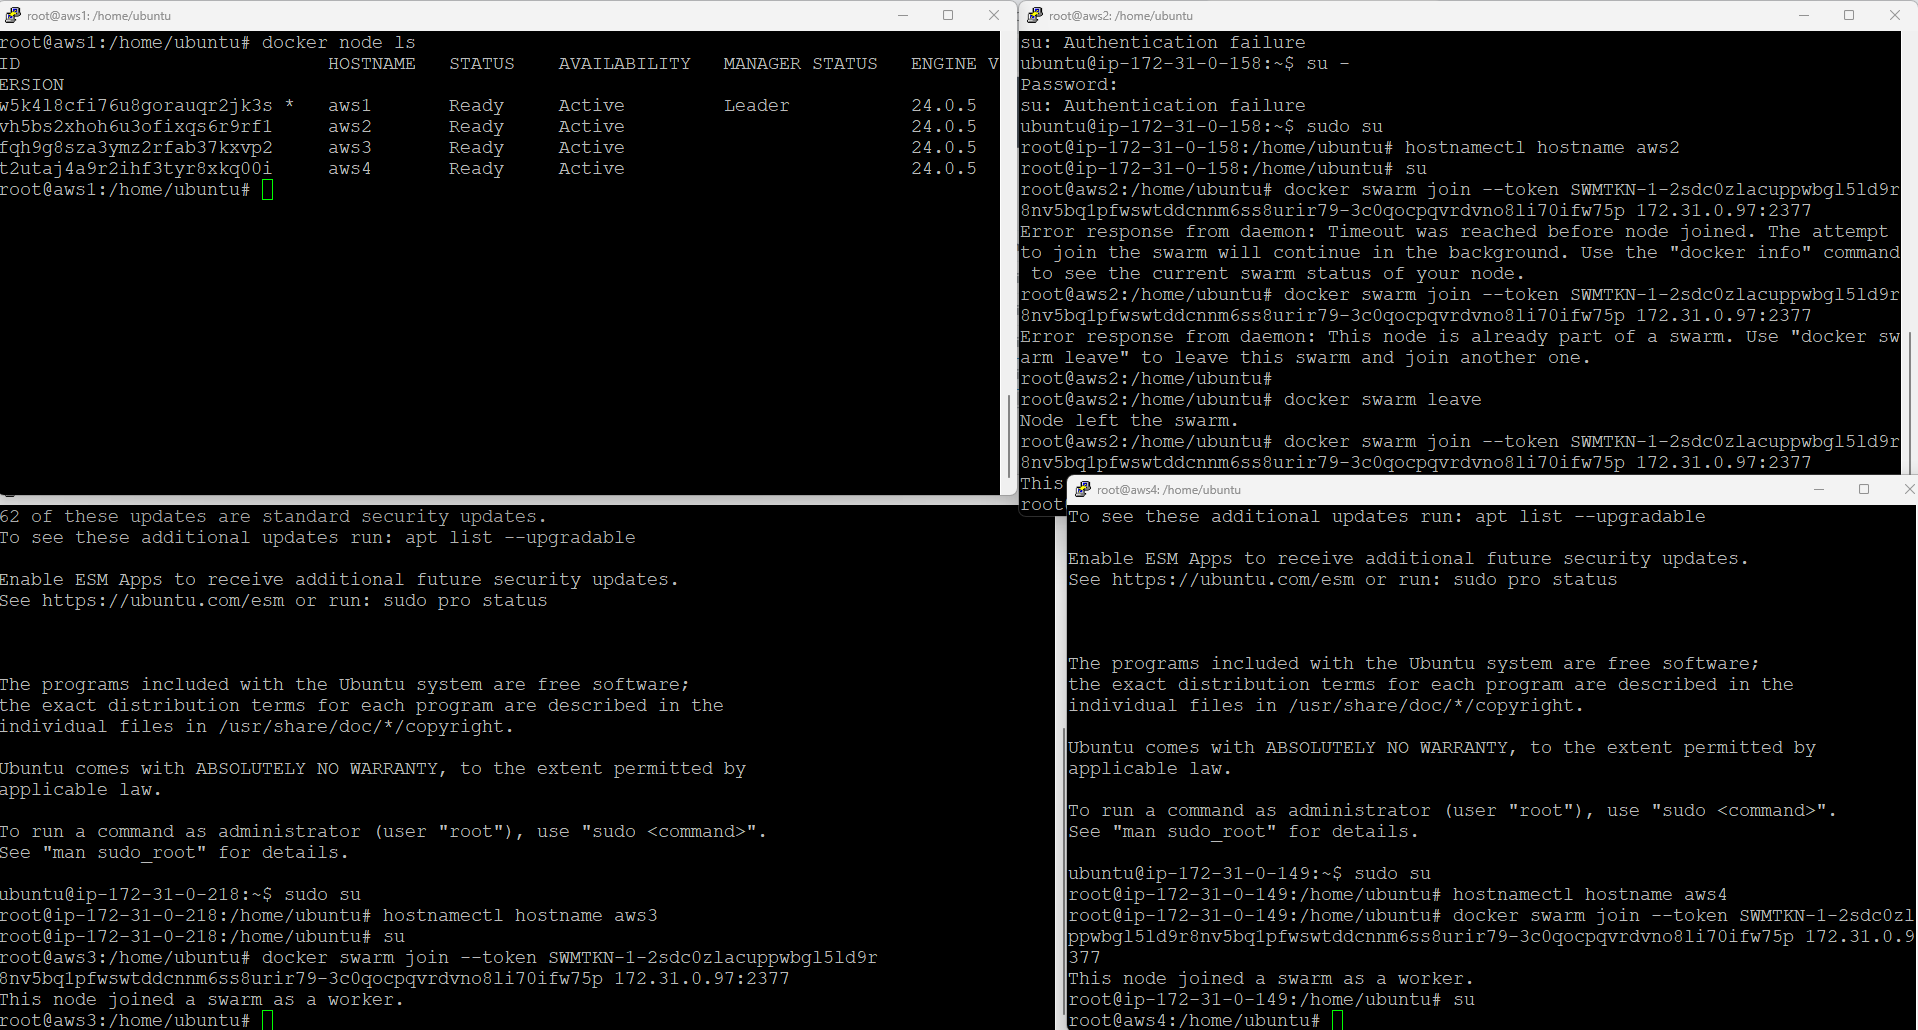 root@aws1: /home/ubuntu
root@aws1:/home/ubuntu# docker node ls
ID                            HOSTNAME   STATUS    AVAILABILITY   MANAGER STATUS   ENGINE V
ERSION
w5k4l8cfi76u8gorauqr2jk3s *   aws1       Ready     Active         Leader           24.0.5
vh5bs2xhoh6u3ofixqs6r9rf1     aws2       Ready     Active                          24.0.5
fqh9g8sza3ymz2rfab37kxvp2     aws3       Ready     Active                          24.0.5
t2utaj4a9r2ihf3tyr8xkq00i     aws4       Ready     Active                          24.0.5
root@aws1:/home/ubuntu#
root@aws2: /home/ubuntu
su: Authentication failure
ubuntu@ip-172-31-0-158:~$ su -
Password:
su: Authentication failure
ubuntu@ip-172-31-0-158:~$ sudo su
root@ip-172-31-0-158:/home/ubuntu# hostnamectl hostname aws2
root@ip-172-31-0-158:/home/ubuntu# su
root@aws2:/home/ubuntu# docker swarm join --token SWMTKN-1-2sdc0zlacuppwbgl5ld9r
8nv5bq1pfwswtddcnnm6ss8urir79-3c0qocpqvrdvno8li70ifw75p 172.31.0.97:2377
Error response from daemon: Timeout was reached before node joined. The attempt
to join the swarm will continue in the background. Use the "docker info" command
 to see the current swarm status of your node.
root@aws2:/home/ubuntu# docker swarm join --token SWMTKN-1-2sdc0zlacuppwbgl5ld9r
8nv5bq1pfwswtddcnnm6ss8urir79-3c0qocpqvrdvno8li70ifw75p 172.31.0.97:2377
Error response from daemon: This node is already part of a swarm. Use "docker sw
arm leave" to leave this swarm and join another one.
root@aws2:/home/ubuntu#
root@aws2:/home/ubuntu# docker swarm leave
Node left the swarm.
root@aws2:/home/ubuntu# docker swarm join --token SWMTKN-1-2sdc0zlacuppwbgl5ld9r
8nv5bq1pfwswtddcnnm6ss8urir79-3c0qocpqvrdvno8li70ifw75p 172.31.0.97:2377
This
root
62 of these updates are standard security updates.
To see these additional updates run: apt list --upgradable
Enable ESM Apps to receive additional future security updates.
See https://ubuntu.com/esm or run: sudo pro status
The programs included with the Ubuntu system are free software;
the exact distribution terms for each program are described in the
individual files in /usr/share/doc/*/copyright.
Ubuntu comes with ABSOLUTELY NO WARRANTY, to the extent permitted by
applicable law.
To run a command as administrator (user "root"), use "sudo <command>".
See "man sudo_root" for details.
ubuntu@ip-172-31-0-218:~$ sudo su
root@ip-172-31-0-218:/home/ubuntu# hostnamectl hostname aws3
root@ip-172-31-0-218:/home/ubuntu# su
root@aws3:/home/ubuntu# docker swarm join --token SWMTKN-1-2sdc0zlacuppwbgl5ld9r
8nv5bq1pfwswtddcnnm6ss8urir79-3c0qocpqvrdvno8li70ifw75p 172.31.0.97:2377
This node joined a swarm as a worker.
root@aws3:/home/ubuntu#
root@aws4: /home/ubuntu
To see these additional updates run: apt list --upgradable
Enable ESM Apps to receive additional future security updates.
See https://ubuntu.com/esm or run: sudo pro status
The programs included with the Ubuntu system are free software;
the exact distribution terms for each program are described in the
individual files in /usr/share/doc/*/copyright.
Ubuntu comes with ABSOLUTELY NO WARRANTY, to the extent permitted by
applicable law.
To run a command as administrator (user "root"), use "sudo <command>".
See "man sudo_root" for details.
ubuntu@ip-172-31-0-149:~$ sudo su
root@ip-172-31-0-149:/home/ubuntu# hostnamectl hostname aws4
root@ip-172-31-0-149:/home/ubuntu# docker swarm join --token SWMTKN-1-2sdc0zl
ppwbgl5ld9r8nv5bq1pfwswtddcnnm6ss8urir79-3c0qocpqvrdvno8li70ifw75p 172.31.0.9
377
This node joined a swarm as a worker.
root@ip-172-31-0-149:/home/ubuntu# su
root@aws4:/home/ubuntu#